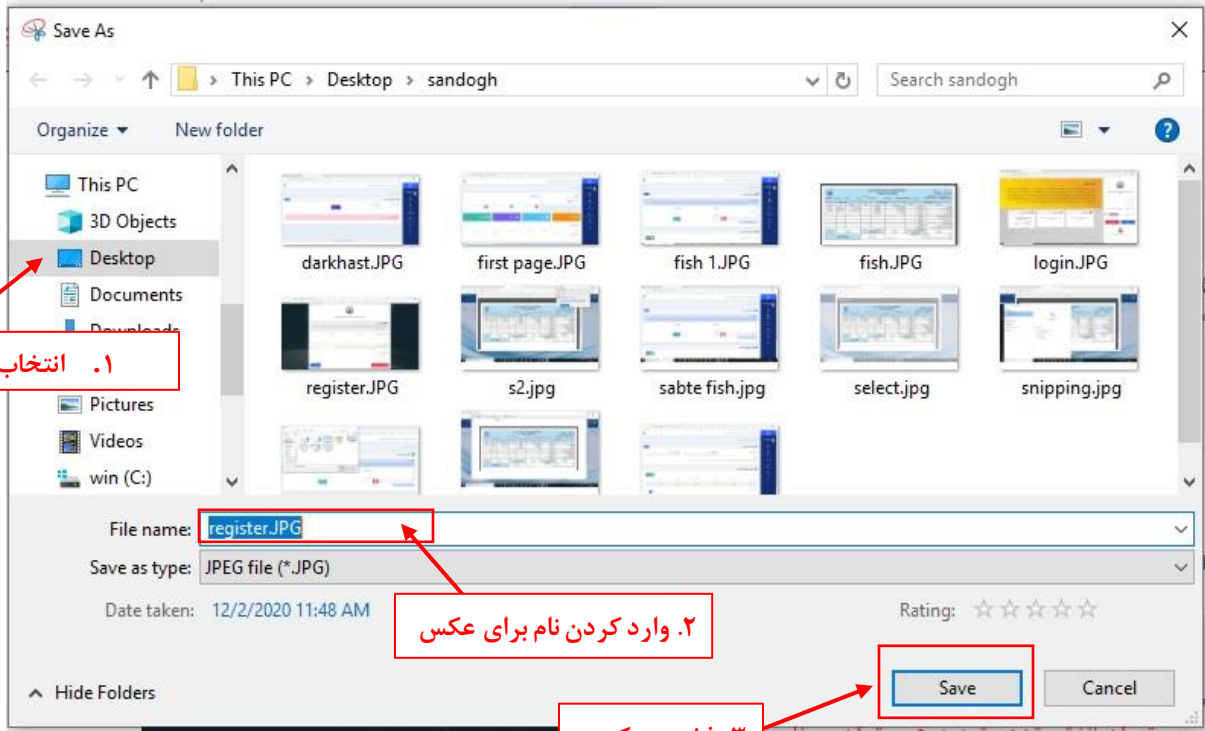 Save As
This PC > Desktop > sandogh
Search sandogh
Organize
New folder
This PC
3D Objects
Desktop
Documents
Downloads
Pictures
Videos
win (C:)
darkhast.JPG
first page.JPG
fish 1.JPG
fish.JPG
login.JPG
register.JPG
s2.jpg
sabte fish.jpg
select.jpg
snipping.jpg
۱. انتخاب
File name: register.JPG
Save as type: JPEG file (*.JPG)
Date taken: 12/2/2020 11:48 AM
Rating:
۲. وارد کردن نام برای عکس
Hide Folders
Save
Cancel